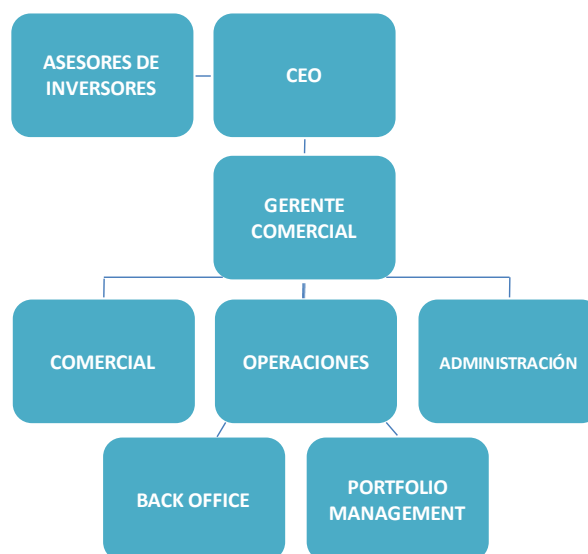 ASESORES DE
INVERSORES
CEO
GERENTE
COMERCIAL
COMERCIAL
OPERACIONES
ADMINISTRACIÓN
BACK OFFICE
PORTFOLIO
MANAGEMENT